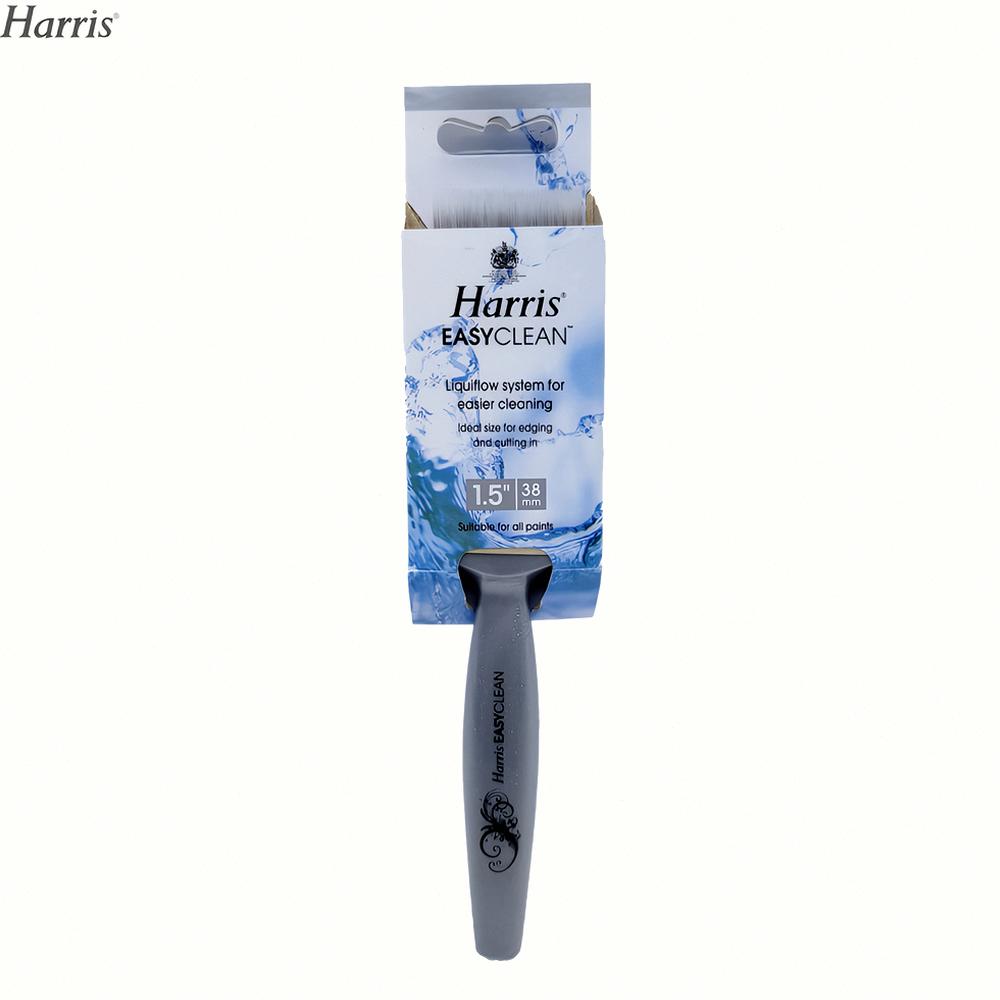 Harris®
Harris®
EASYCLEAN™
Liquiflow system for
easier cleaning
Ideal size for edging
and cutting in
1.5" 38
mm
Suitable for all paints
Harris EASYCLEAN